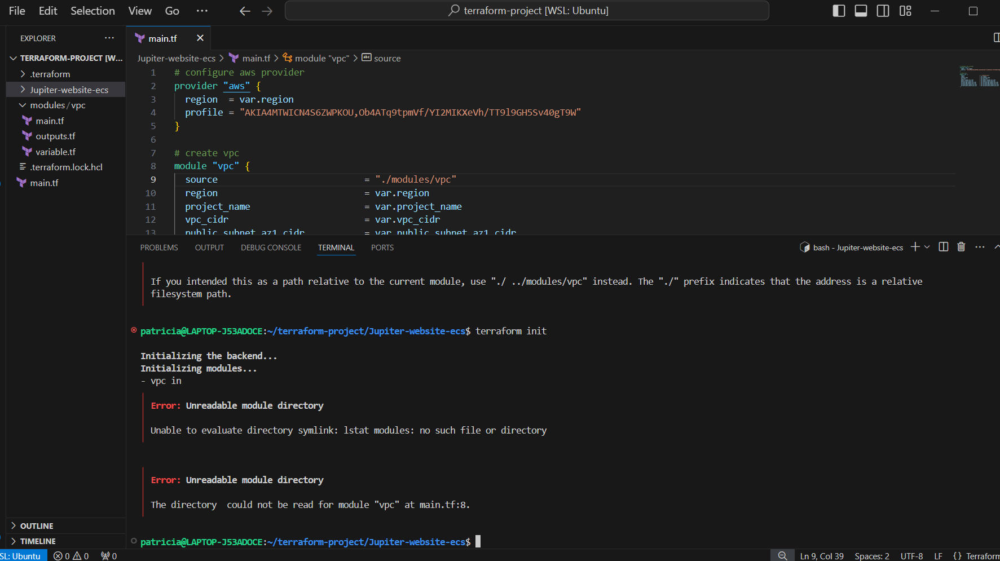 File Edit Selection View Go ··· terraform-project [WSL: Ubuntu]
EXPLORER ···
TERRAFORM-PROJECT [W...
.terraform
Jupiter-website-ecs
modules/vpc
main.tf
outputs.tf
variable.tf
.terraform.lock.hcl
main.tf
OUTLINE
TIMELINE
main.tf
Jupiter-website-ecs > main.tf > module "vpc" > source
1 # configure aws provider
2 provider "aws" {
3 region = var.region
4 profile = "AKIA4MTWICN4S6ZWPKOU,Ob4ATq9tpmVf/YI2MIKXeVh/TT9l9GH5Sv40gT9W"
5 }
6
7 # create vpc
8 module "vpc" {
9 source = "./modules/vpc"
10 region = var.region
11 project_name = var.project_name
12 vpc_cidr = var.vpc_cidr
13 public_subnet_az1_cidr = var.public_subnet_az1_cidr
PROBLEMS OUTPUT DEBUG CONSOLE TERMINAL PORTS bash - Jupiter-website-ecs ···
If you intended this as a path relative to the current module, use "./ ../modules/vpc" instead. The "./" prefix indicates that the address is a relative
filesystem path.
patricia@LAPTOP-J53ADOCE:~/terraform-project/Jupiter-website-ecs$ terraform init
Initializing the backend...
Initializing modules...
- vpc in
Error: Unreadable module directory
Unable to evaluate directory symlink: lstat modules: no such file or directory
Error: Unreadable module directory
The directory  could not be read for module "vpc" at main.tf:8.
patricia@LAPTOP-J53ADOCE:~/terraform-project/Jupiter-website-ecs$
SL: Ubuntu 0 0 0 Ln 9, Col 39 Spaces: 2 UTF-8 LF {} Terraform